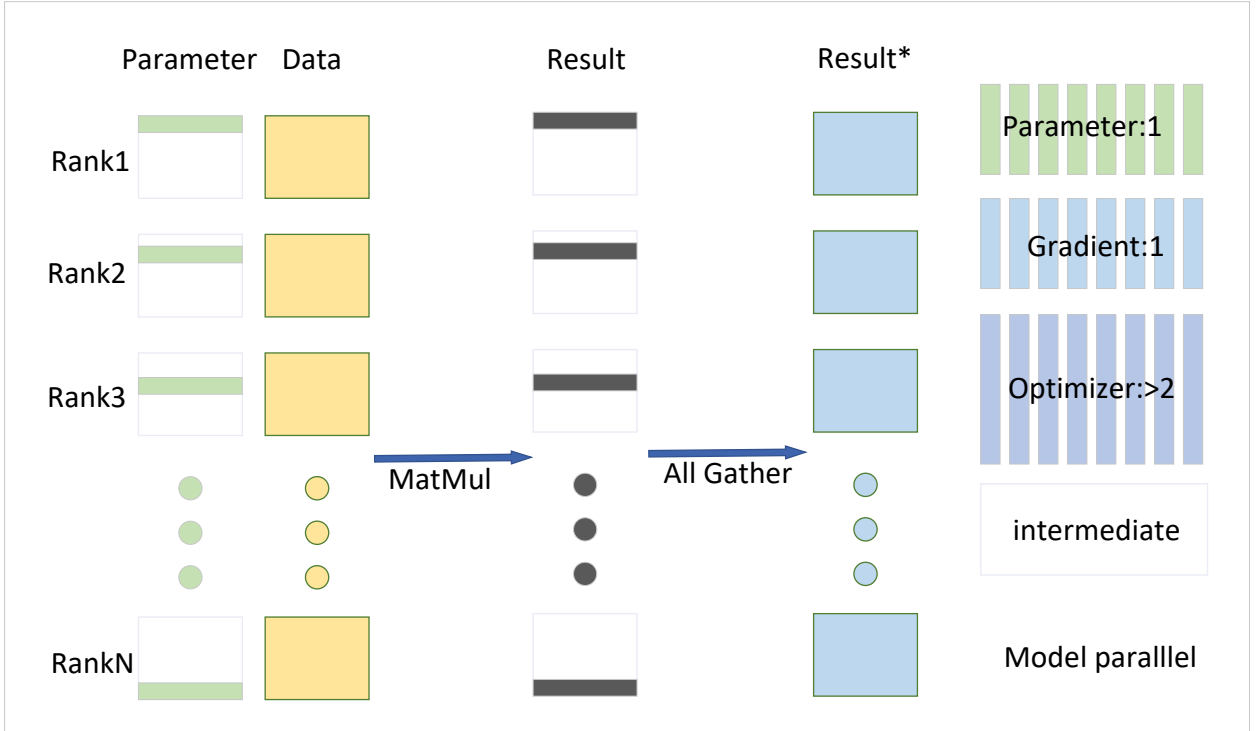 Parameter Data Result Result*
Rank1
Rank2
Rank3
RankN
MatMul
All Gather
Parameter:1
Gradient:1
Optimizer:>2
intermediate
Model paralllel